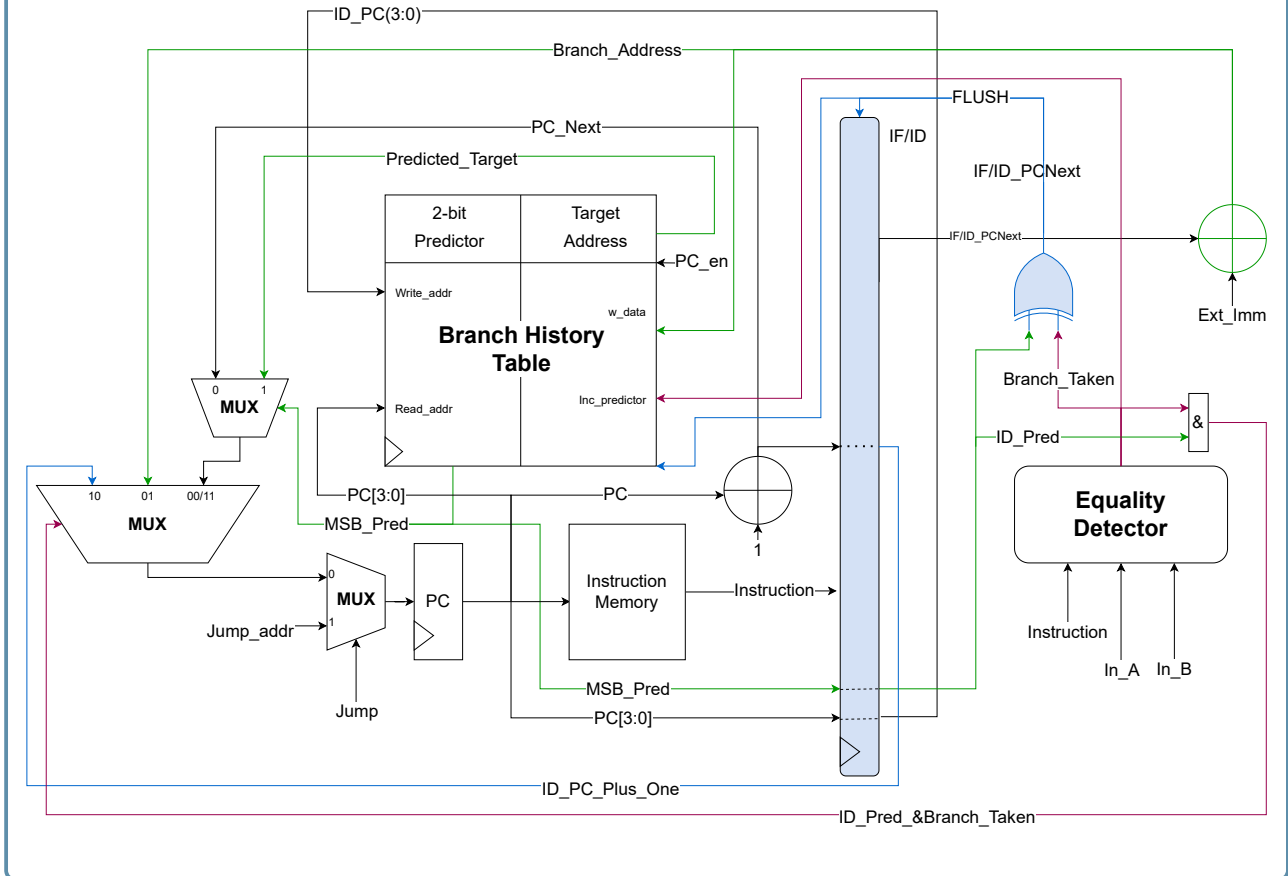 ID_PC(3:0)
Branch_Address
FLUSH
PC_Next
IF/ID
Predicted_Target
IF/ID_PCNext
2-bit
Predictor
Target
Address
IF/ID_PCNext
PC_en
Write_addr
w_data
Ext_Imm
Branch History
Table
Branch_Taken
0
1
MUX
Inc_predictor
Read_addr
&
ID_Pred
10
01
00/11
MUX
PC[3:0]
PC
MSB_Pred
Equality
Detector
1
0
MUX
1
PC
Instruction
Memory
Instruction
Jump_addr
Instruction
In_A
In_B
MSB_Pred
Jump
PC[3:0]
ID_PC_Plus_One
ID_Pred_&Branch_Taken